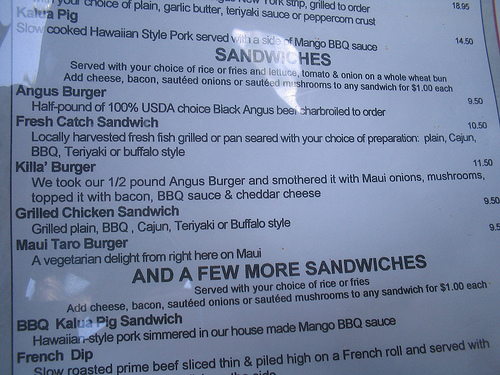 your choice of plain, garlic butter, teriyaki sauce or peppercorn crust
New York strip, grilled to order 18.95
Kalua Pig
Slow cooked Hawaiian Style Pork served with a side of Mango BBQ sauce 14.50
SANDWICHES
Served with your choice of rice or fries and lettuce, tomato & onion on a whole wheat bun
Add cheese, bacon, sautéed onions or sautéed mushrooms to any sandwich for $1.00 each
Angus Burger 9.50
Half-pound of 100% USDA choice Black Angus beef charbroiled to order
Fresh Catch Sandwich 10.50
Locally harvested fresh fish grilled or pan seared with your choice of preparation: plain, Cajun,
BBQ, Teriyaki or buffalo style
Killa' Burger 11.50
We took our 1/2 pound Angus Burger and smothered it with Maui onions, mushrooms,
topped it with bacon, BBQ sauce & cheddar cheese
Grilled Chicken Sandwich 9.50
Grilled plain, BBQ , Cajun, Teriyaki or Buffalo style
Maui Taro Burger 9.50
A vegetarian delight from right here on Maui
AND A FEW MORE SANDWICHES
Served with your choice of rice or fries
Add cheese, bacon, sautéed onions or sautéed mushrooms to any sandwich for $1.00 each
BBQ Kalua Pig Sandwich
Hawaiian-style pork simmered in our house made Mango BBQ sauce
French Dip
Slow roasted prime beef sliced thin & piled high on a French roll and served with
the side